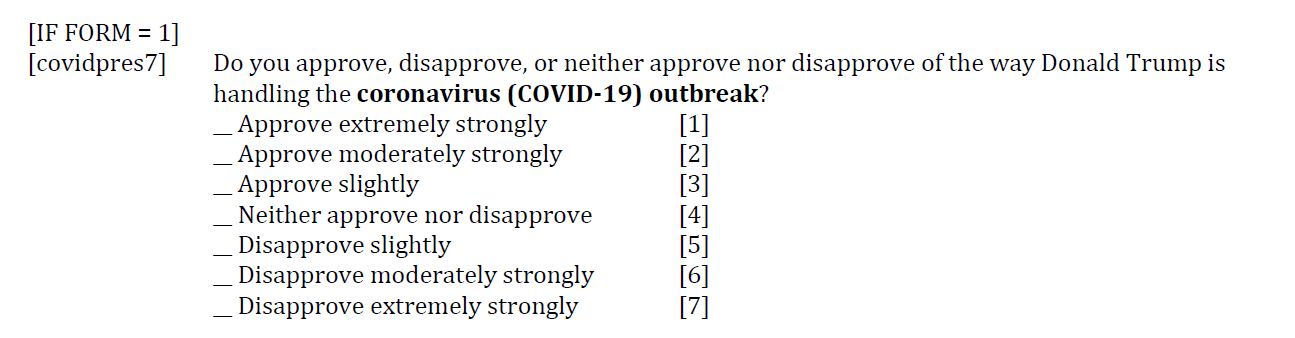 [IF FORM = 1]
[covidpres7] Do you approve, disapprove, or neither approve nor disapprove of the way Donald Trump is
handling the coronavirus (COVID-19) outbreak?
__ Approve extremely strongly [1]
__ Approve moderately strongly [2]
__ Approve slightly [3]
__ Neither approve nor disapprove [4]
__ Disapprove slightly [5]
__ Disapprove moderately strongly [6]
__ Disapprove extremely strongly [7]